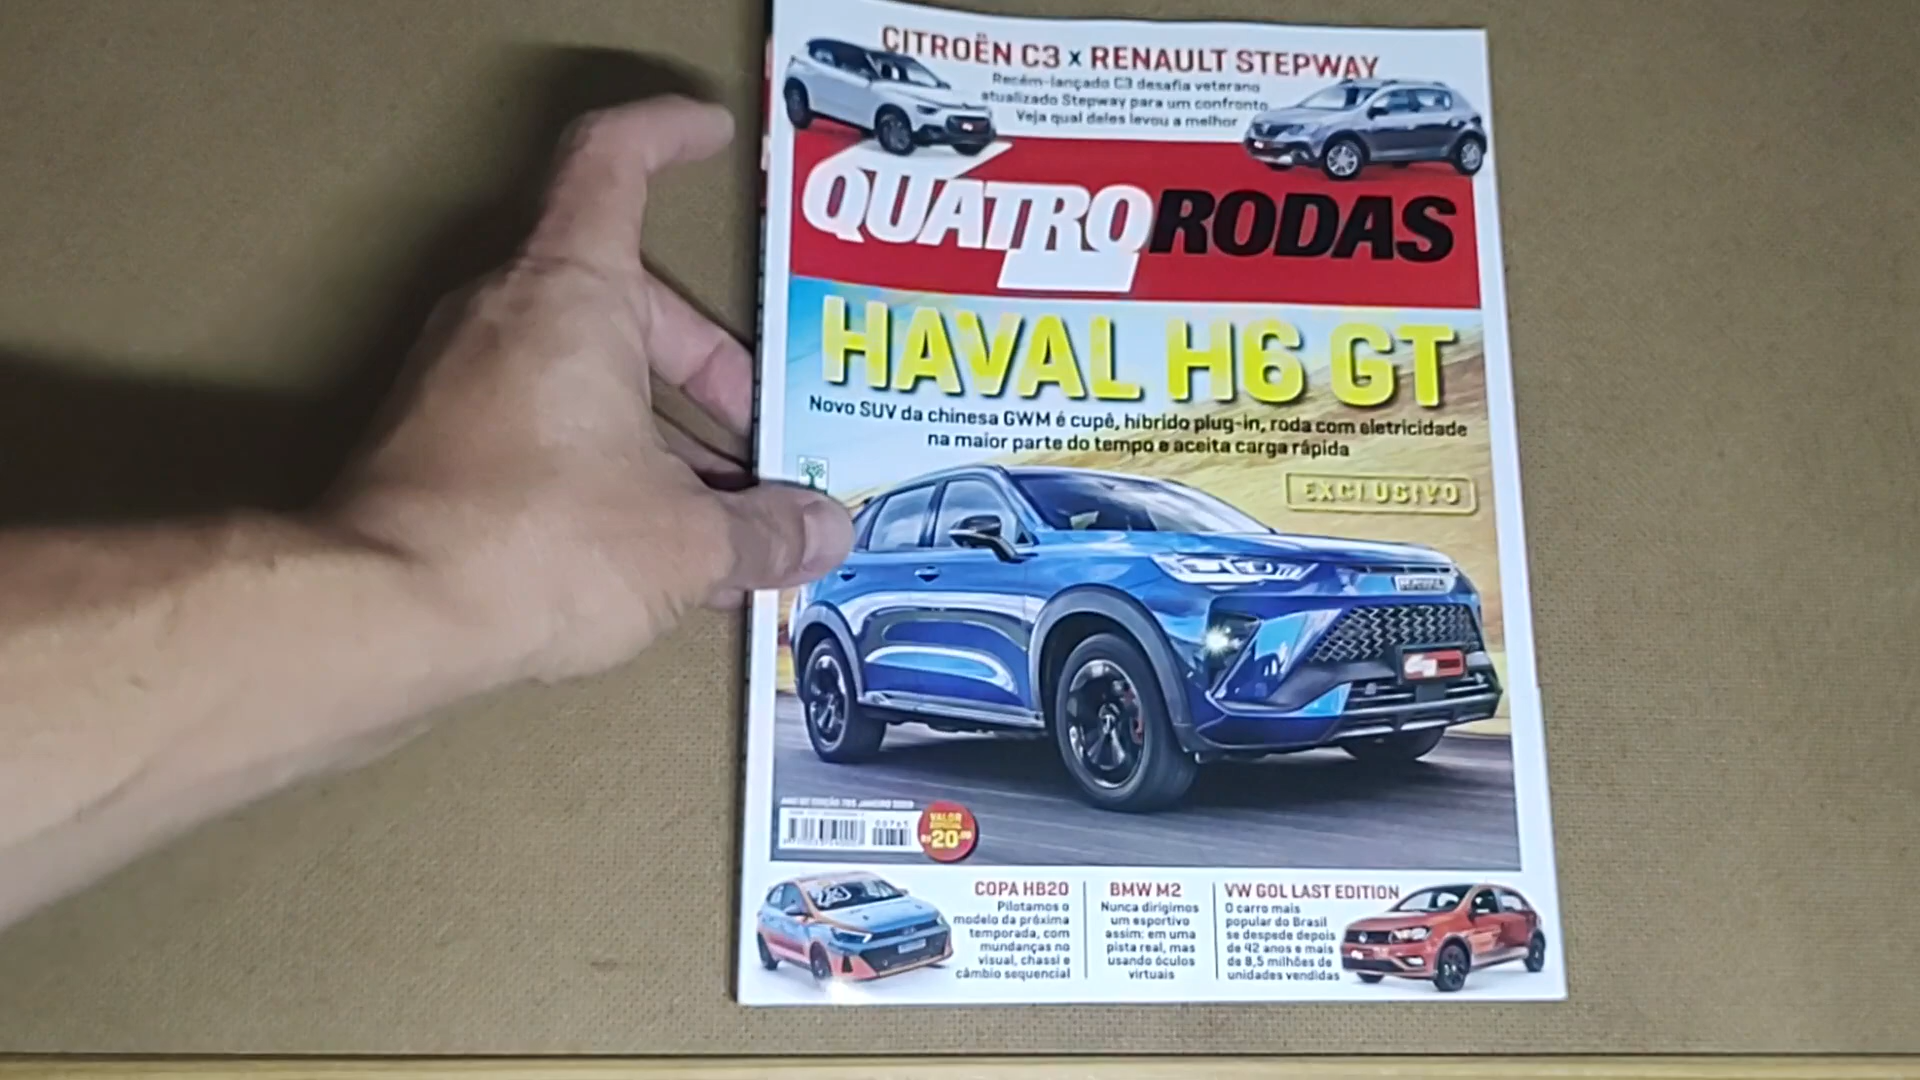 CITROËN C3 x RENAULT STEPWAY
Recém-lançado C3 desafia veterano
atualizado Stepway para um confronto.
Veja qual deles levou a melhor
QUATRO RODAS
HAVAL H6 GT
Novo SUV da chinesa GWM é cupê, híbrido plug-in, roda com eletricidade
na maior parte do tempo e aceita carga rápida
EXCLUSIVO
HAVAL
00765
VALOR
ESPECIAL
R$20,00
COPA HB20
Pilotamos o
modelo da próxima
temporada, com
mundanças no
visual, chassi e
câmbio sequencial
BMW M2
Nunca dirigimos
um esportivo
assim: em uma
pista real, mas
usando óculos
virtuais
VW GOL LAST EDITION
O carro mais
popular do Brasil
se despede depois
de 42 anos e mais
de 8,5 milhões de
unidades vendidas